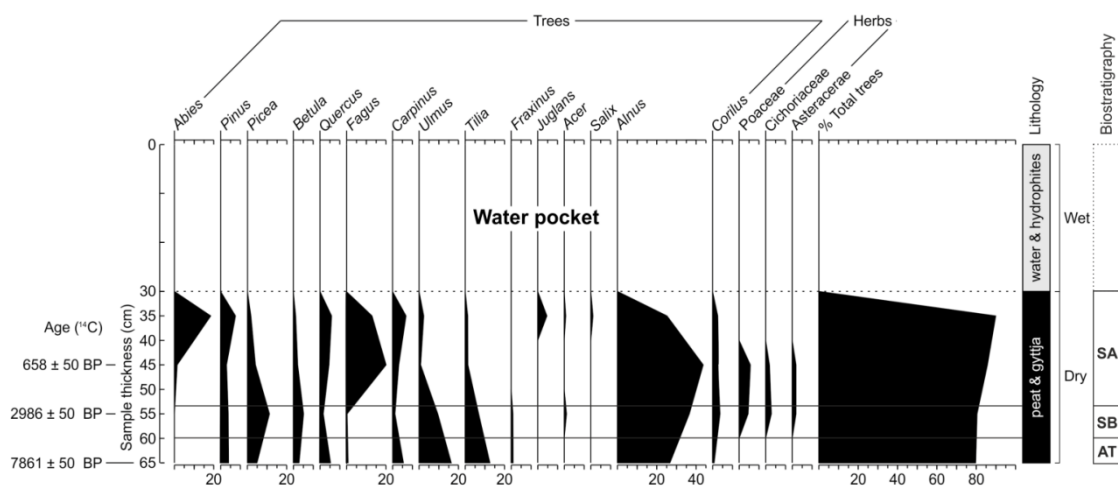 Trees
Herbs
Abies
Pinus
Picea
Betula
Quercus
Fagus
Carpinus
Ulmus
Tilia
Fraxinus
Juglans
Acer
Salix
Alnus
Corilus
Poaceae
Cichoriaceae
Asteracerae
% Total trees
Lithology
Biostratigraphy
0
Water pocket
water & hydrophites
Wet
30
Age (14C)
Sample thickness (cm)
35
40
658 ± 50 BP
45
50
2986 ± 50 BP
55
60
7861 ± 50 BP
65
peat & gyttja
Dry
SA
SB
AT
20 20 20 20 20 20 20 20 20 40 20 40 60 80